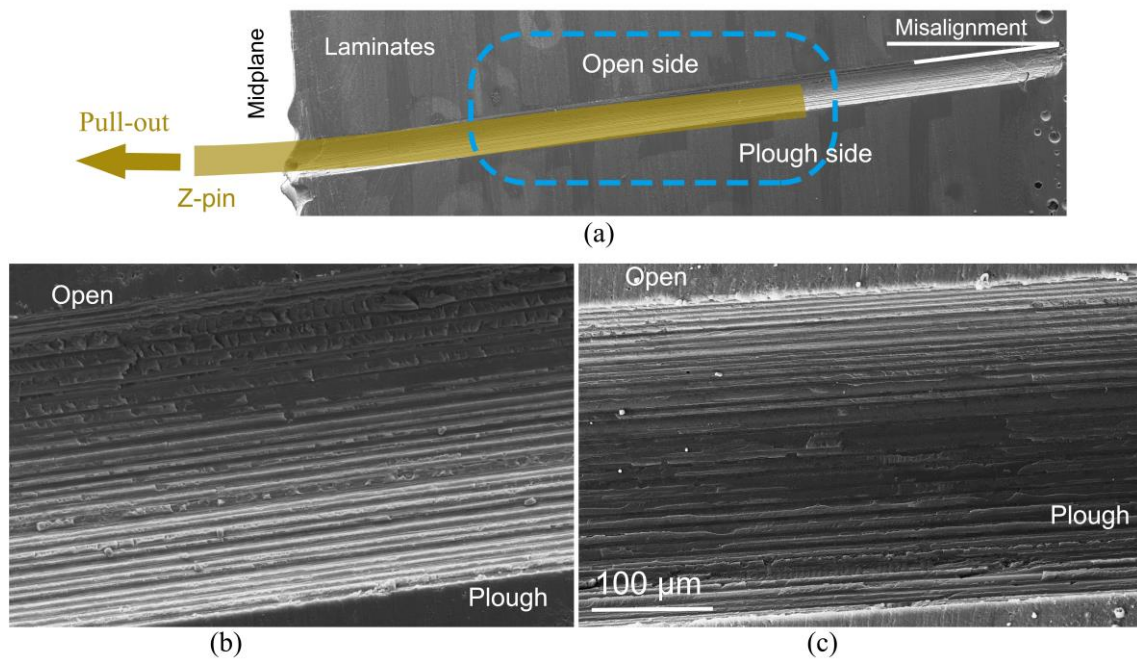 Midplane
Laminates
Misalignment
Open side
Pull-out
Plough side
Z-pin
(a)
Open
Plough
(b)
Open
Plough
100 μm
(c)